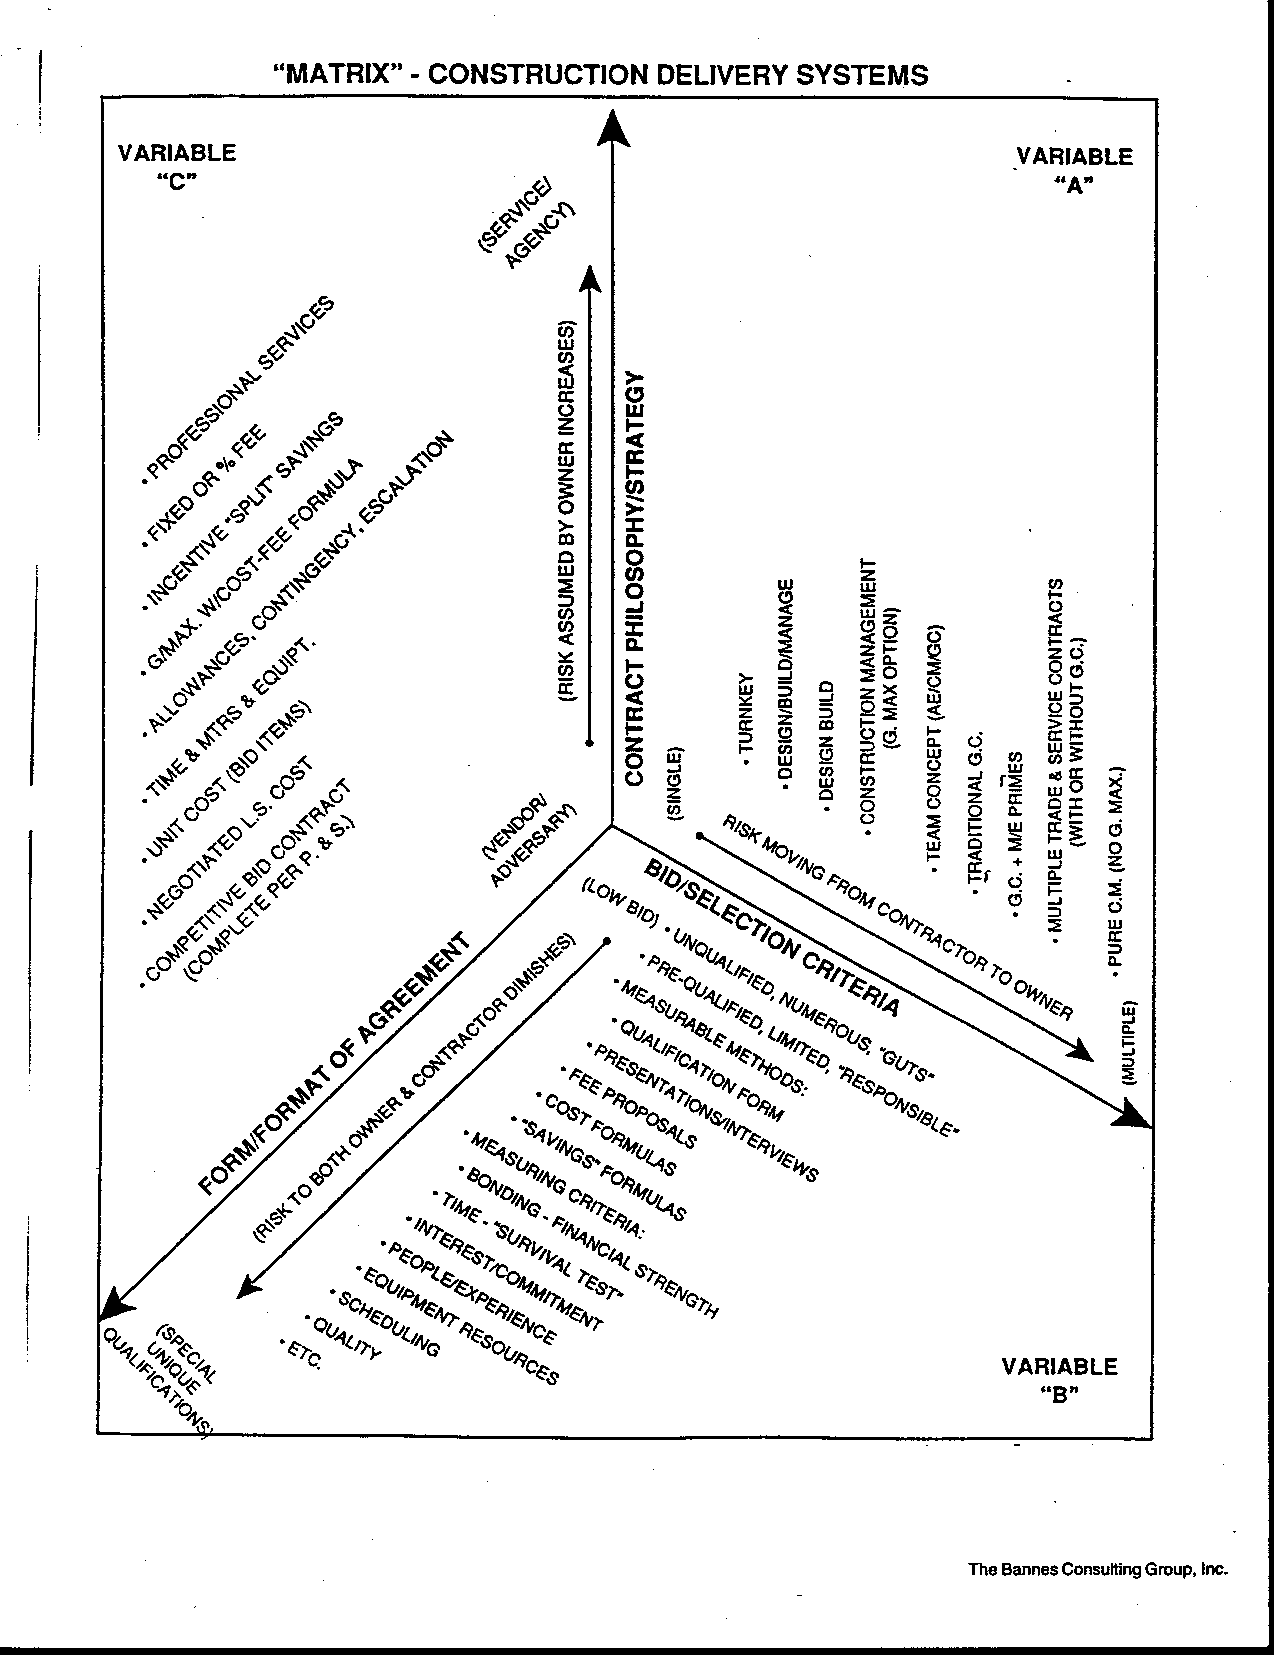 “MATRIX” - CONSTRUCTION DELIVERY SYSTEMS
VARIABLE
“C”
VARIABLE
“A”
(SERVICE/
AGENCY)
• PROFESSIONAL SERVICES
• FIXED OR % FEE
• INCENTIVE “SPLIT” SAVINGS
• G/MAX. W/COST-FEE FORMULA
• ALLOWANCES, CONTINGENCY, ESCALATION
• TIME & MTRS & EQUIPT.
• UNIT COST (BID ITEMS)
• NEGOTIATED L.S. COST
• COMPETITIVE BID CONTRACT
(COMPLETE PER P. & S.)
(VENDOR/
ADVERSARY)
(RISK ASSUMED BY OWNER INCREASES)
CONTRACT PHILOSOPHY/STRATEGY
(SINGLE)
• TURNKEY
• DESIGN/BUILD/MANAGE
• DESIGN BUILD
• CONSTRUCTION MANAGEMENT
(G. MAX OPTION)
• TEAM CONCEPT (AE/CM/GC)
• TRADITIONAL G.C.
• G.C. + M/E PRIMES
• MULTIPLE TRADE & SERVICE CONTRACTS
(WITH OR WITHOUT G.C.)
• PURE C.M. (NO G. MAX.)
(MULTIPLE)
RISK MOVING FROM CONTRACTOR TO OWNER
BID/SELECTION CRITERIA
FORM/FORMAT OF AGREEMENT
(RISK TO BOTH OWNER & CONTRACTOR DIMISHES)
(LOW BID) • UNQUALIFIED, NUMEROUS, “GUTS”
• PRE-QUALIFIED, LIMITED, “RESPONSIBLE”
• MEASURABLE METHODS:
• QUALIFICATION FORM
• PRESENTATIONS/INTERVIEWS
• FEE PROPOSALS
• COST FORMULAS
• “SAVINGS” FORMULAS
• MEASURING CRITERIA:
• BONDING - FINANCIAL STRENGTH
• TIME - “SURVIVAL TEST”
• INTEREST/COMMITMENT
• PEOPLE/EXPERIENCE
• EQUIPMENT RESOURCES
• SCHEDULING
• QUALITY
• ETC.
(SPECIAL
UNIQUE
QUALIFICATIONS)
VARIABLE
“B”
The Bannes Consulting Group, Inc.